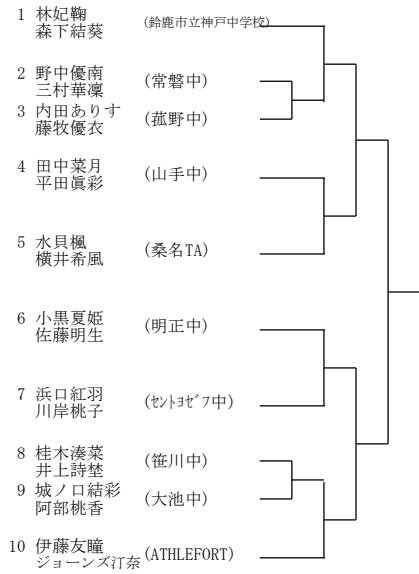 1 林妃鞠 (鈴鹿市立神戸中学校)
森下結葵
2 野中優南 (常磐中)
三村華凜
3 内田ありす (菰野中)
藤牧優衣
4 田中菜月 (山手中)
平田眞彩
5 水貝楓 (桑名TA)
横井希風
6 小黒夏姫 (明正中)
佐藤明生
7 浜口紅羽 (セントヨゼフ中)
川岸桃子
8 桂木湊菜 (笹川中)
井上詩埜
9 城ノ口結彩 (大池中)
阿部桃香
10 伊藤友瞳 (ATHLEFORT)
ジョーンズ汀奈